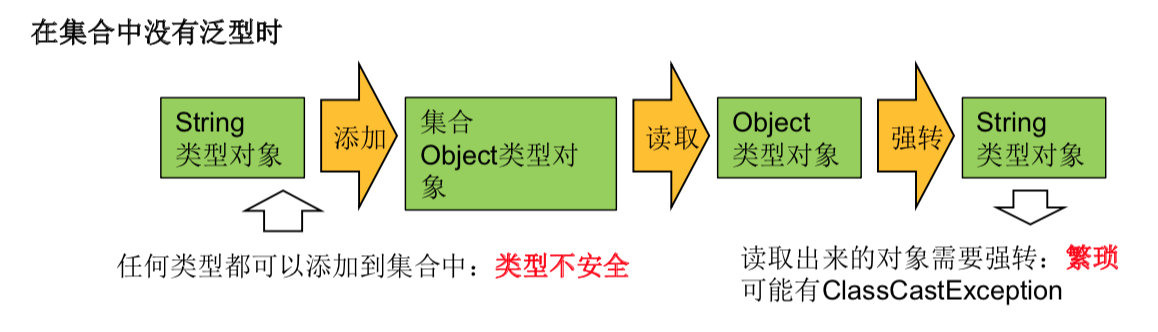 在集合中没有泛型时
String
类型对象
添加
集合
Object类型对
象
读取
Object
类型对象
强转
String
类型对象
任何类型都可以添加到集合中：类型不安全
读取出来的对象需要强转：繁琐
可能有ClassCastException